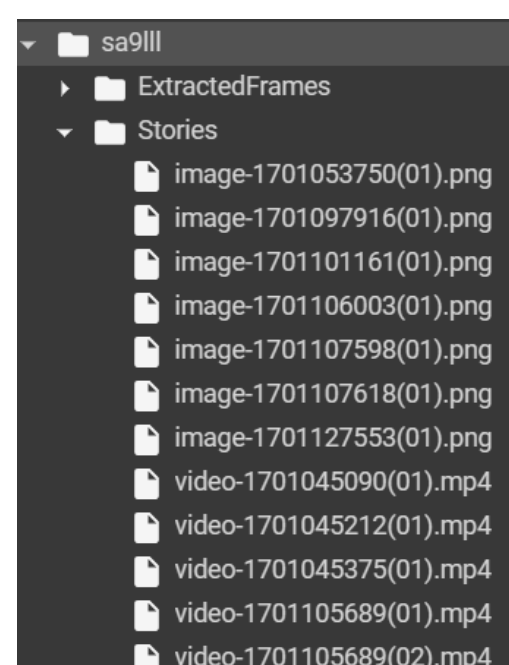 sa9lll
ExtractedFrames
Stories
image-1701053750(01).png
image-1701097916(01).png
image-1701101161(01).png
image-1701106003(01).png
image-1701107598(01).png
image-1701107618(01).png
image-1701127553(01).png
video-1701045090(01).mp4
video-1701045212(01).mp4
video-1701045375(01).mp4
video-1701105689(01).mp4
video-1701105689(02).mp4